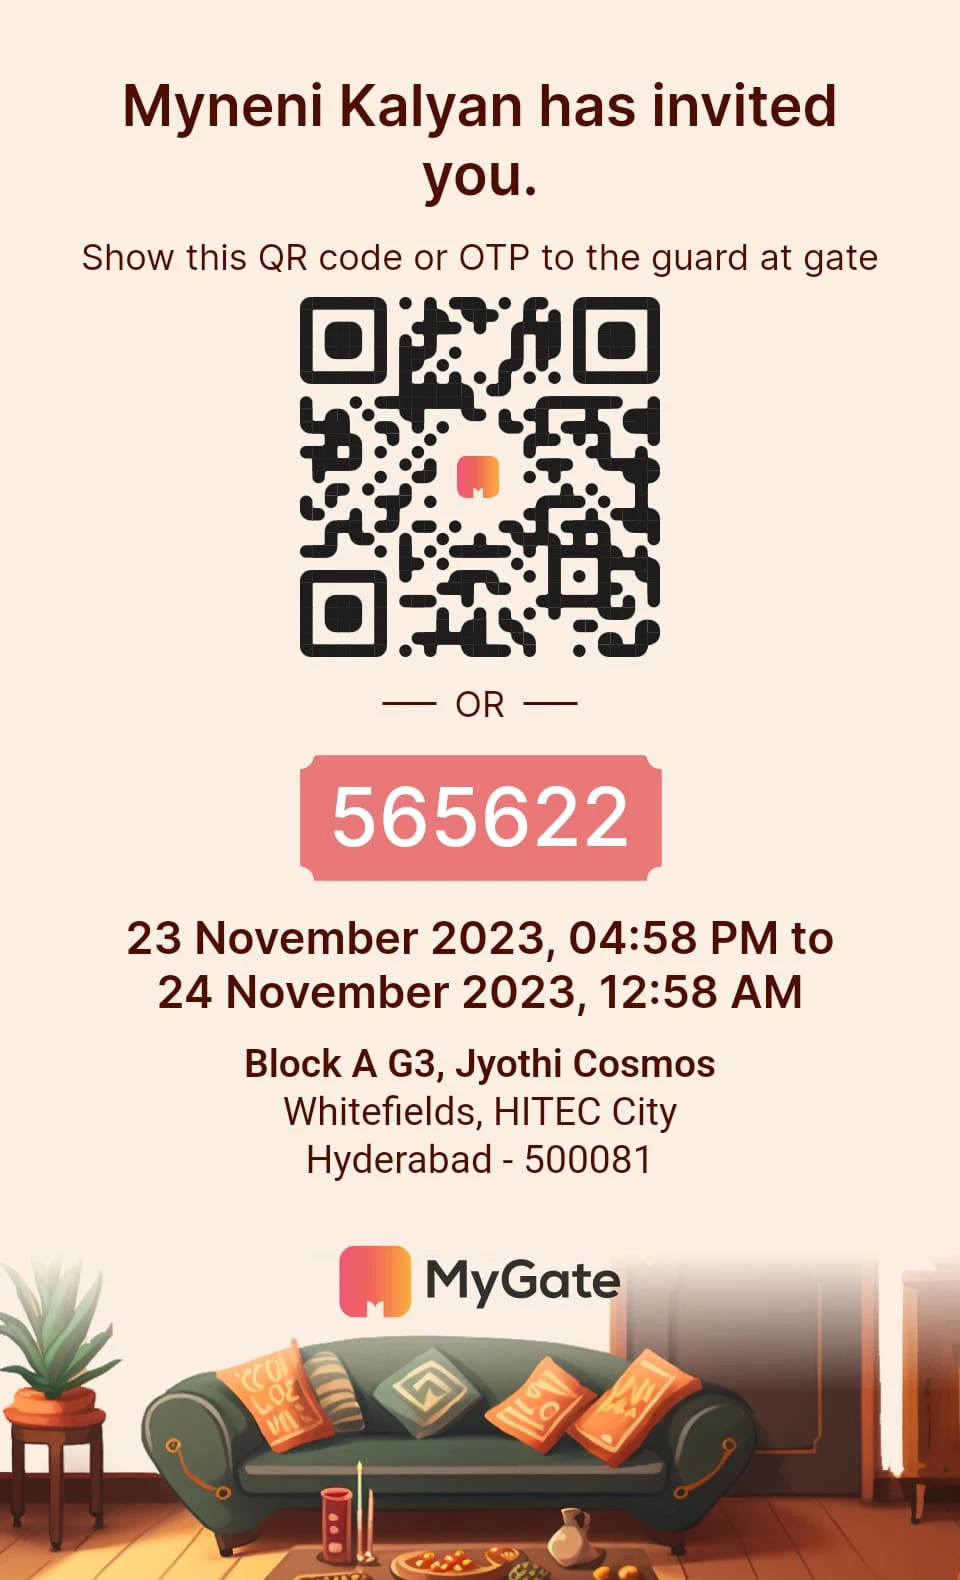 Myneni Kalyan has invited
you.
Show this QR code or OTP to the guard at gate
OR
565622
23 November 2023, 04:58 PM to
24 November 2023, 12:58 AM
Block A G3, Jyothi Cosmos
Whitefields, HITEC City
Hyderabad - 500081
MyGate